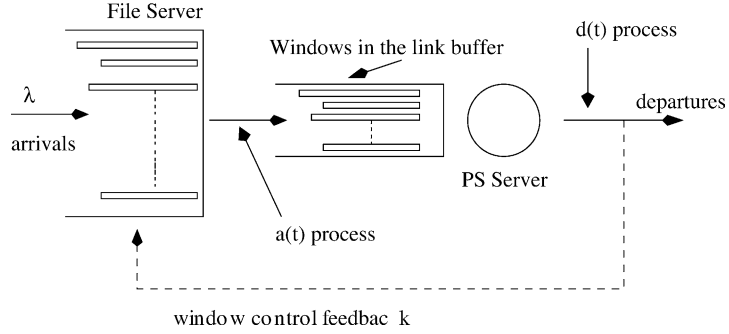 File Server
d(t) process
Windows in the link buffer
λ
departures
arrivals
PS Server
a(t) process
window control feedbac k